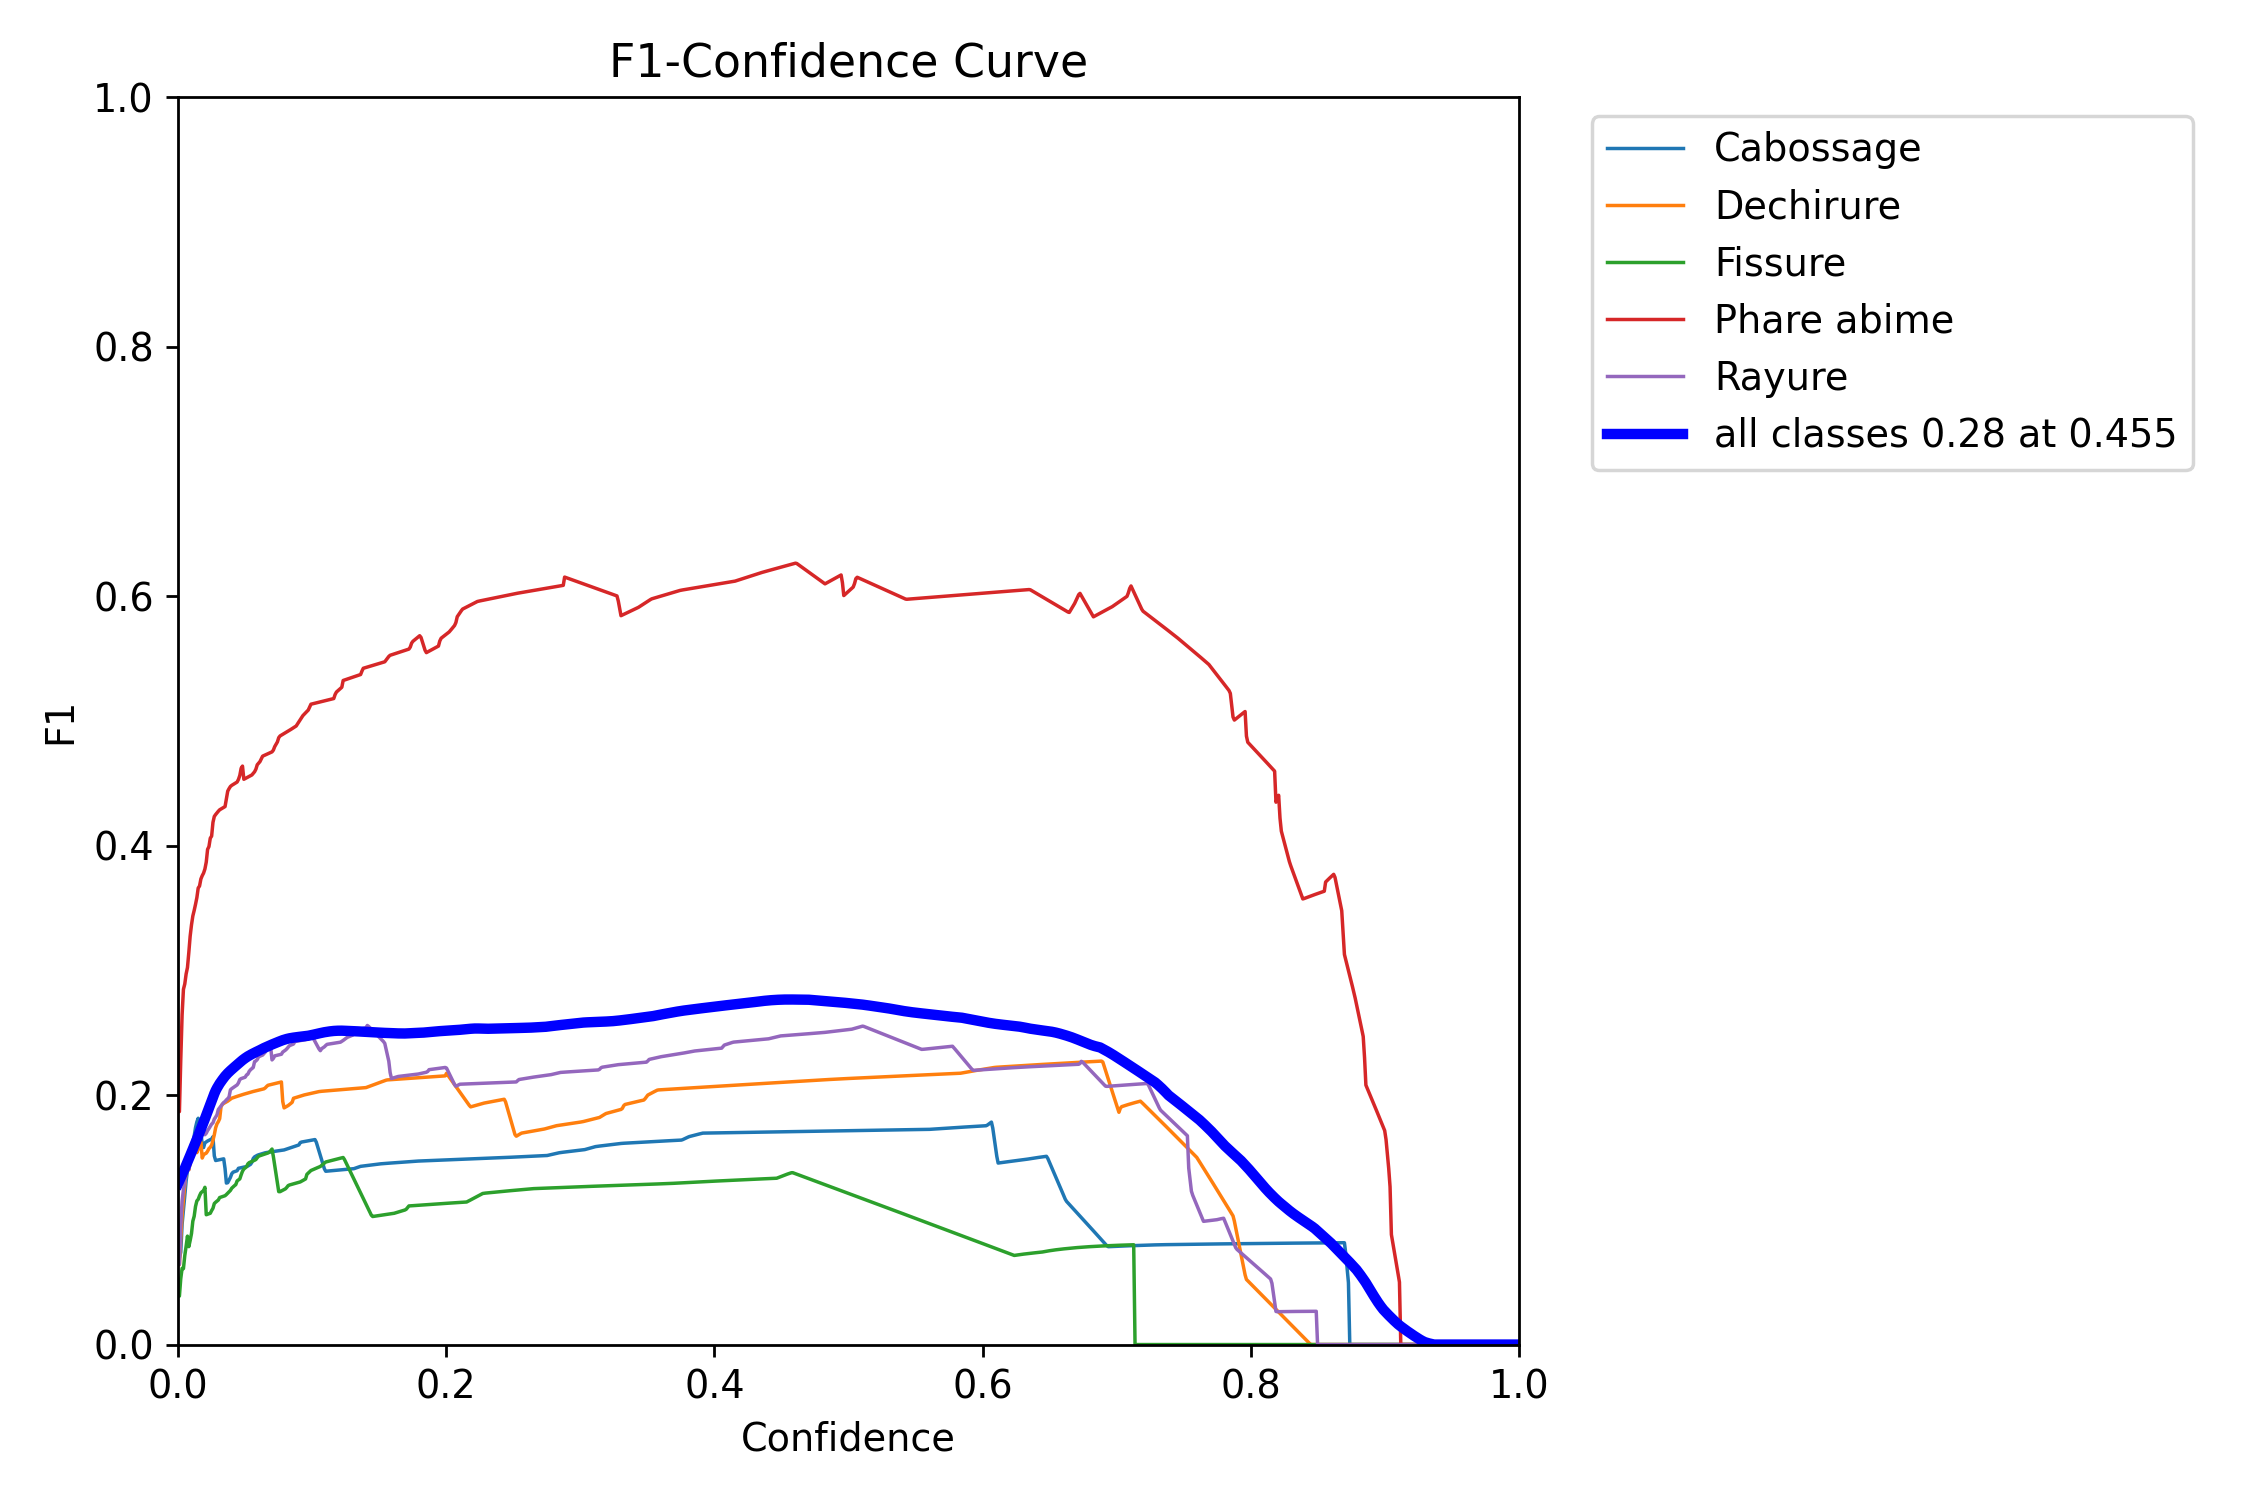 F1-Confidence Curve
1.0
0.8
0.6
0.4
0.2
0.0
F1
0.0 0.2 0.4 0.6 0.8 1.0
Confidence
Cabossage
Dechirure
Fissure
Phare abime
Rayure
all classes 0.28 at 0.455